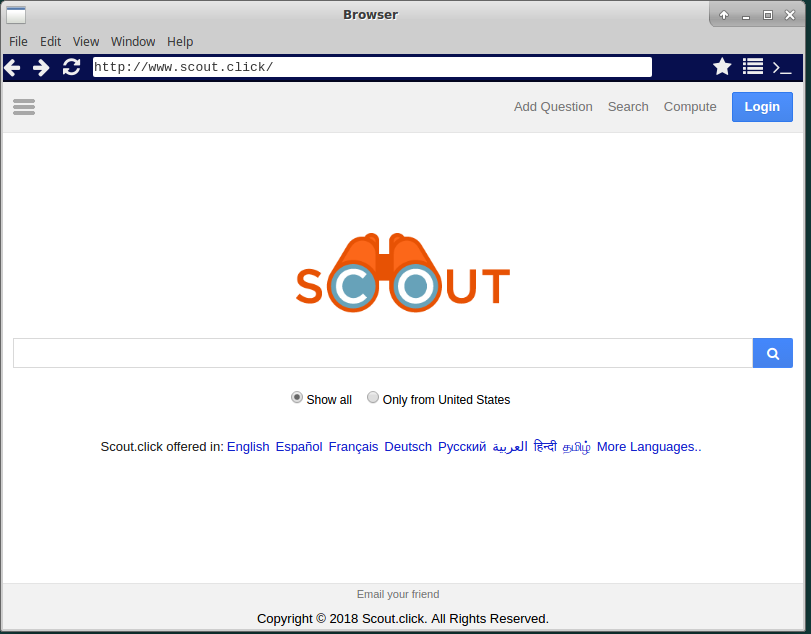 Browser
File Edit View Window Help
http://www.scout.click/
Add Question Search Compute Login
SCOUT
Show all Only from United States
Scout.click offered in: English Español Français Deutsch Русский العربية हिन्दी தமிழ் More Languages..
Email your friend
Copyright © 2018 Scout.click. All Rights Reserved.